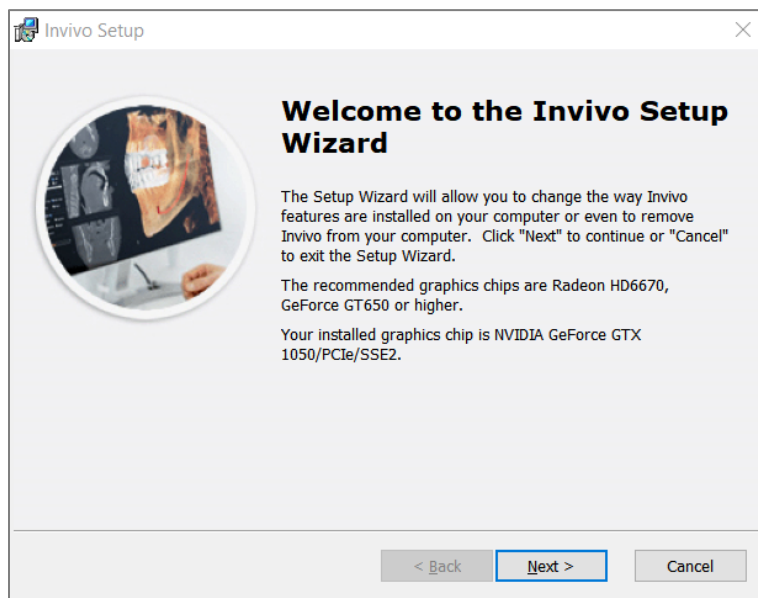 Invivo Setup
Welcome to the Invivo Setup
Wizard
The Setup Wizard will allow you to change the way Invivo
features are installed on your computer or even to remove
Invivo from your computer.  Click "Next" to continue or "Cancel"
to exit the Setup Wizard.
The recommended graphics chips are Radeon HD6670,
GeForce GT650 or higher.
Your installed graphics chip is NVIDIA GeForce GTX
1050/PCIe/SSE2.
< Back
Next >
Cancel